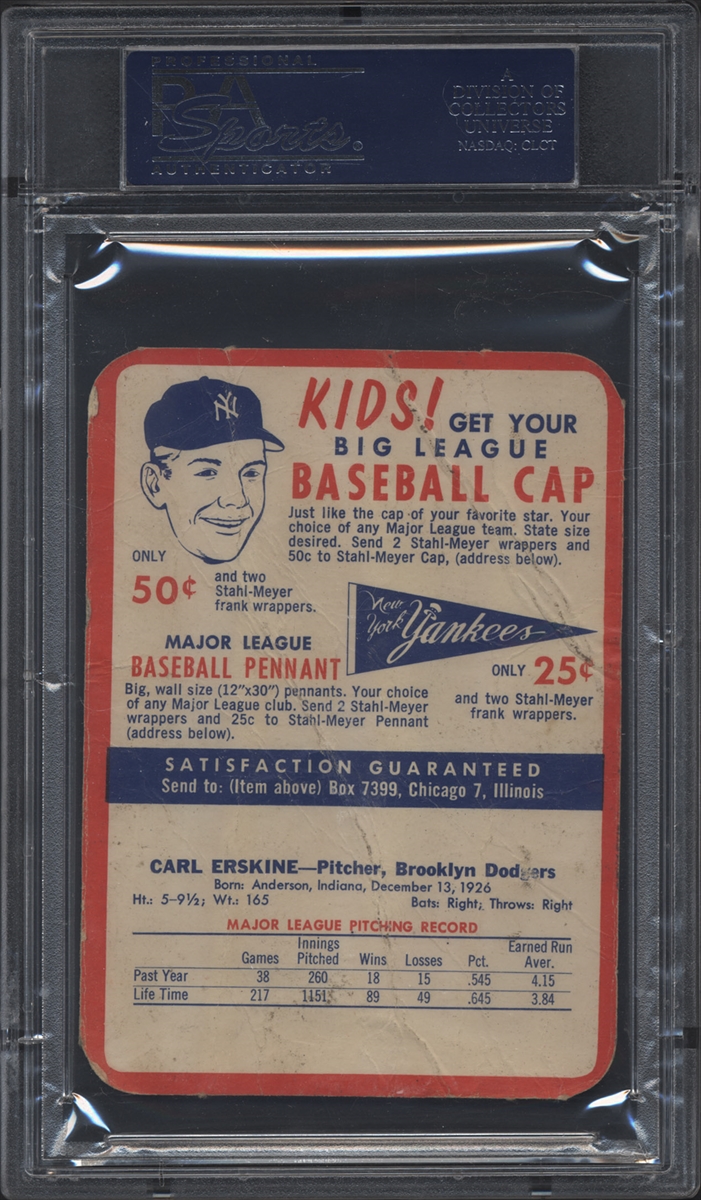 PROFESSIONAL
PSA
Sports
AUTHENTICATOR
A
DIVISION OF
COLLECTORS
UNIVERSE
NASDAQ: CLCT
NY
KIDS! GET YOUR
BIG LEAGUE
BASEBALL CAP
Just like the cap of your favorite star. Your
choice of any Major League team. State size
desired. Send 2 Stahl-Meyer wrappers and
50c to Stahl-Meyer Cap, (address below).
ONLY
50¢
and two
Stahl-Meyer
frank wrappers.
New
York Yankees
MAJOR LEAGUE
BASEBALL PENNANT
Big, wall size (12"x30") pennants. Your choice
of any Major League club. Send 2 Stahl-Meyer
wrappers and 25c to Stahl-Meyer Pennant
(address below).
ONLY 25¢
and two Stahl-Meyer
frank wrappers.
SATISFACTION GUARANTEED
Send to: (Item above) Box 7399, Chicago 7, Illinois
CARL ERSKINE—Pitcher, Brooklyn Dodgers
Born: Anderson, Indiana, December 13, 1926
Ht.: 5-9½; Wt.: 165 Bats: Right; Throws: Right
MAJOR LEAGUE PITCHING RECORD
Games Innings Pitched Wins Losses Pct. Earned Run Aver.
Past Year 38 260 18 15 .545 4.15
Life Time 217 1151 89 49 .645 3.84